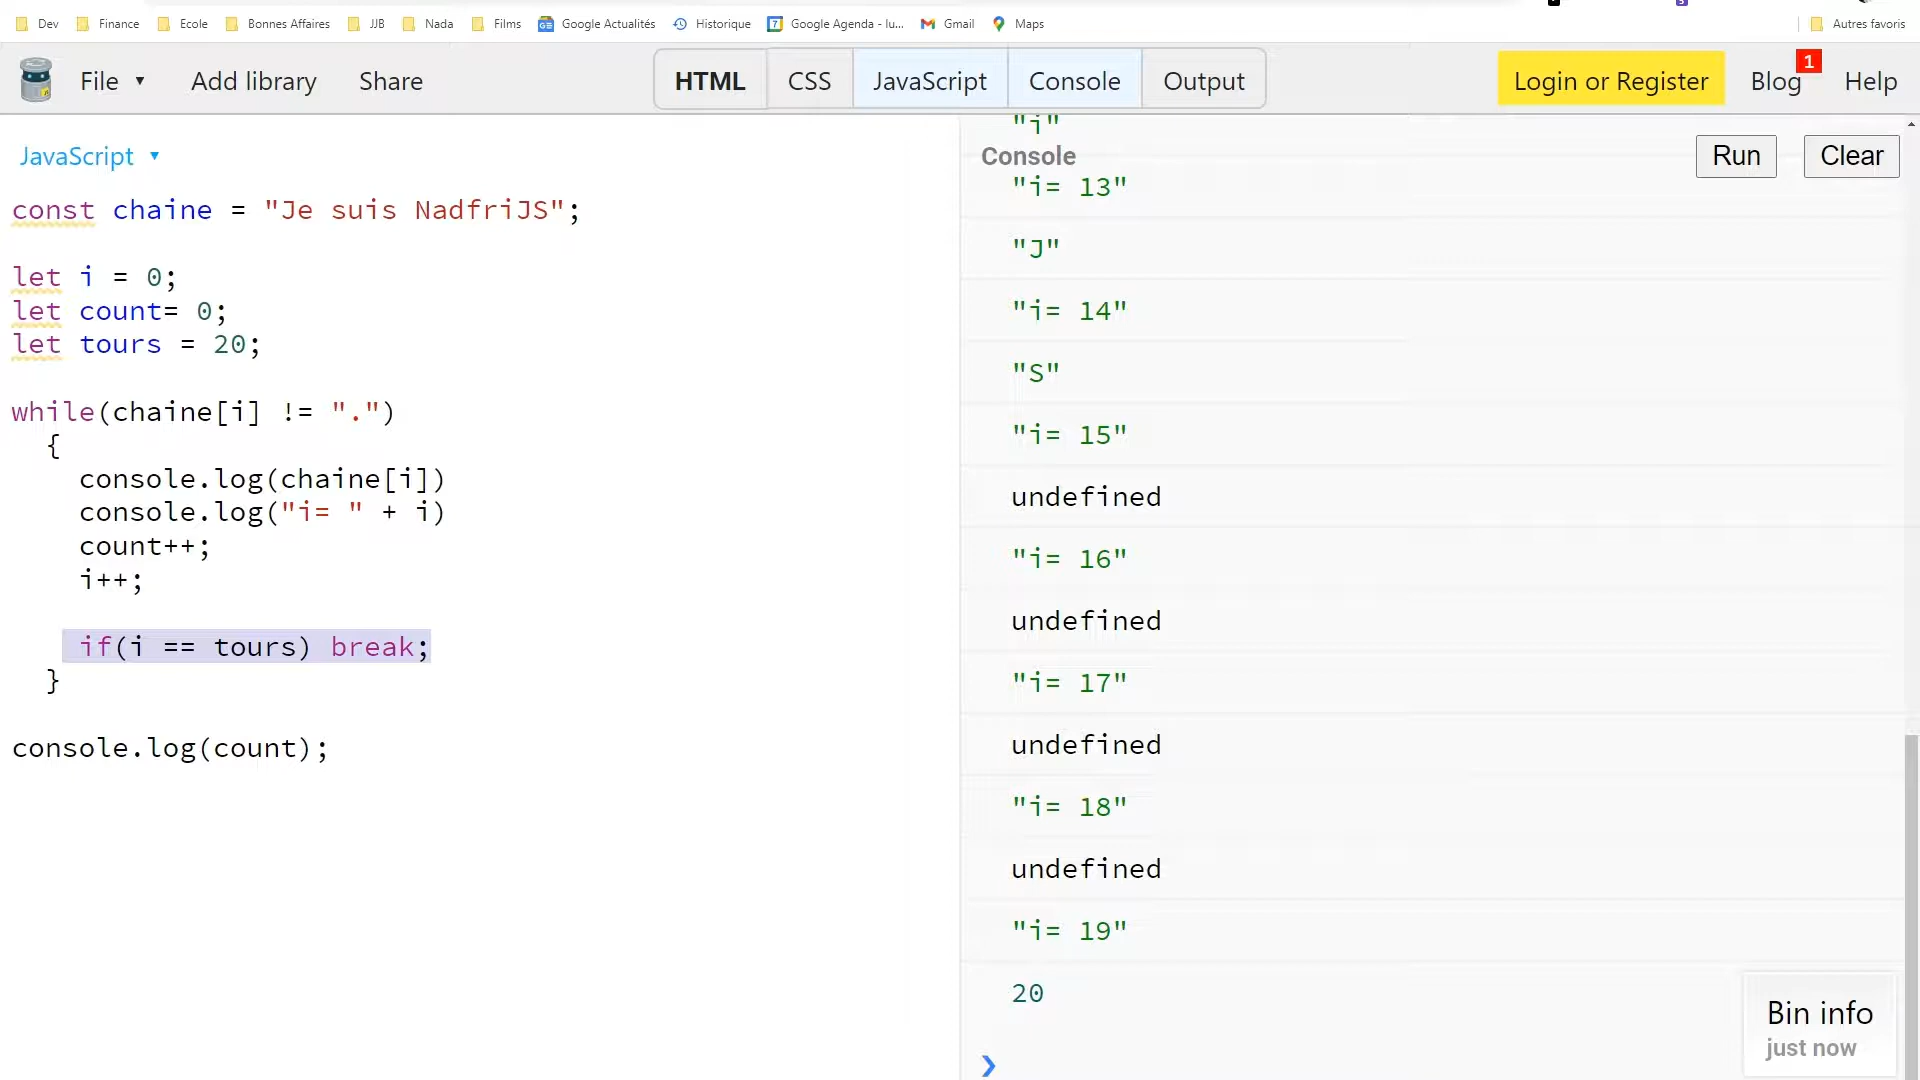 Dev Finance Ecole Bonnes Affaires JJB Nada Films Google Actualités Historique Google Agenda - lu... Gmail Maps Autres favoris
File ▼ Add library Share HTML CSS JavaScript Console Output Login or Register Blog 1 Help
JavaScript ▼
const chaine = "Je suis NadfriJS";
let i = 0;
let count= 0;
let tours = 20;
while(chaine[i] != ".")
{
console.log(chaine[i])
console.log("i= " + i)
count++;
i++;
if(i == tours) break;
}
console.log(count);
Console Run Clear
"i= 13"
"J"
"i= 14"
"S"
"i= 15"
undefined
"i= 16"
undefined
"i= 17"
undefined
"i= 18"
undefined
"i= 19"
20
❯
Bin info
just now